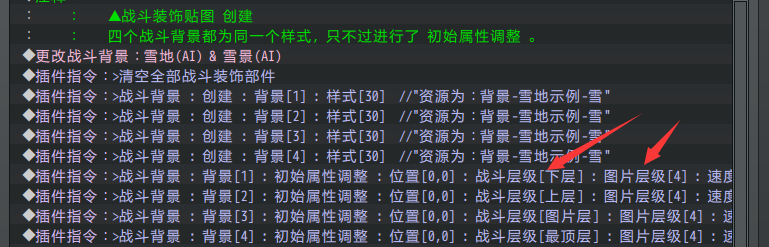 :　　:　▲战斗装饰贴图 创建
:　　:　四个战斗背景都为同一个样式，只不过进行了 初始属性调整 。
◆更改战斗背景：雪地(AI) & 雪景(AI)
◆插件指令：>清空全部战斗装饰部件
◆插件指令：>战斗背景 : 创建 : 背景[1] : 样式[30]　//"资源为：背景-雪地示例-雪"
◆插件指令：>战斗背景 : 创建 : 背景[2] : 样式[30]　//"资源为：背景-雪地示例-雪"
◆插件指令：>战斗背景 : 创建 : 背景[3] : 样式[30]　//"资源为：背景-雪地示例-雪"
◆插件指令：>战斗背景 : 创建 : 背景[4] : 样式[30]　//"资源为：背景-雪地示例-雪"
◆插件指令：>战斗背景 : 背景[1] : 初始属性调整 : 位置[0,0] : 战斗层级[下层] : 图片层级[4] : 速度
◆插件指令：>战斗背景 : 背景[2] : 初始属性调整 : 位置[0,0] : 战斗层级[上层] : 图片层级[4] : 速度
◆插件指令：>战斗背景 : 背景[3] : 初始属性调整 : 位置[0,0] : 战斗层级[图片层] : 图片层级[4] : 
◆插件指令：>战斗背景 : 背景[4] : 初始属性调整 : 位置[0,0] : 战斗层级[最顶层] : 图片层级[4] :